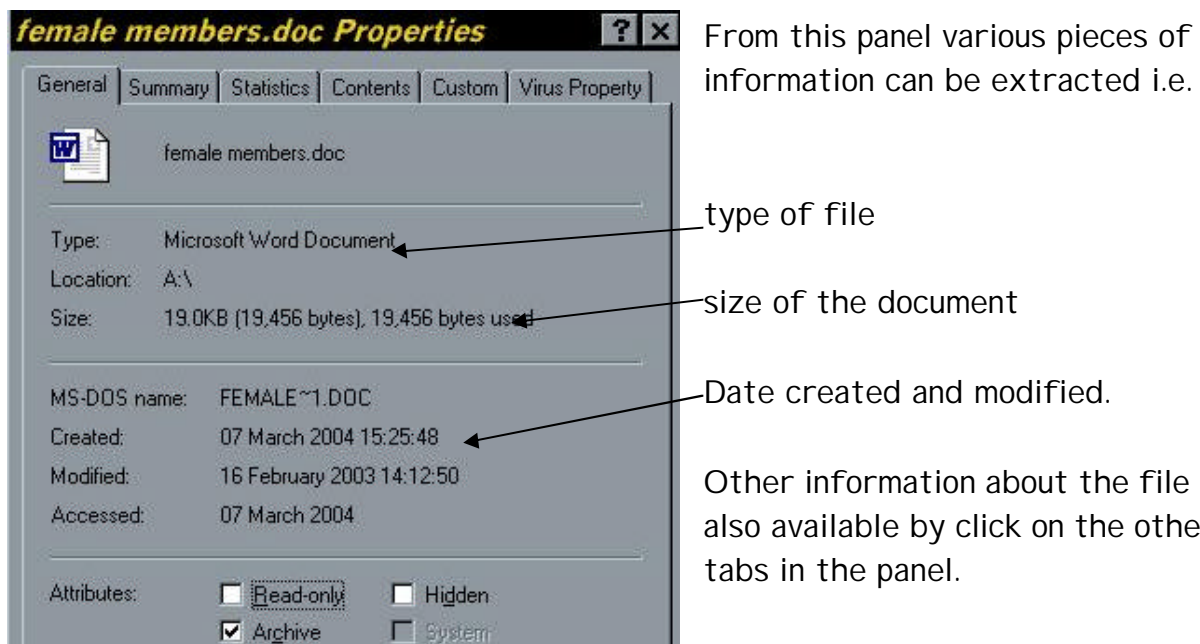 female members.doc Properties
? ×
General Summary Statistics Contents Custom Virus Property
W
female members.doc
Type: Microsoft Word Document
Location: A:\
Size: 19.0KB (19,456 bytes), 19,456 bytes used
MS-DOS name: FEMALE~1.DOC
Created: 07 March 2004 15:25:48
Modified: 16 February 2003 14:12:50
Accessed: 07 March 2004
Attributes: Read-only Hidden
Archive System
From this panel various pieces of
information can be extracted i.e.
type of file
size of the document
Date created and modified.
Other information about the file
also available by click on the othe
tabs in the panel.